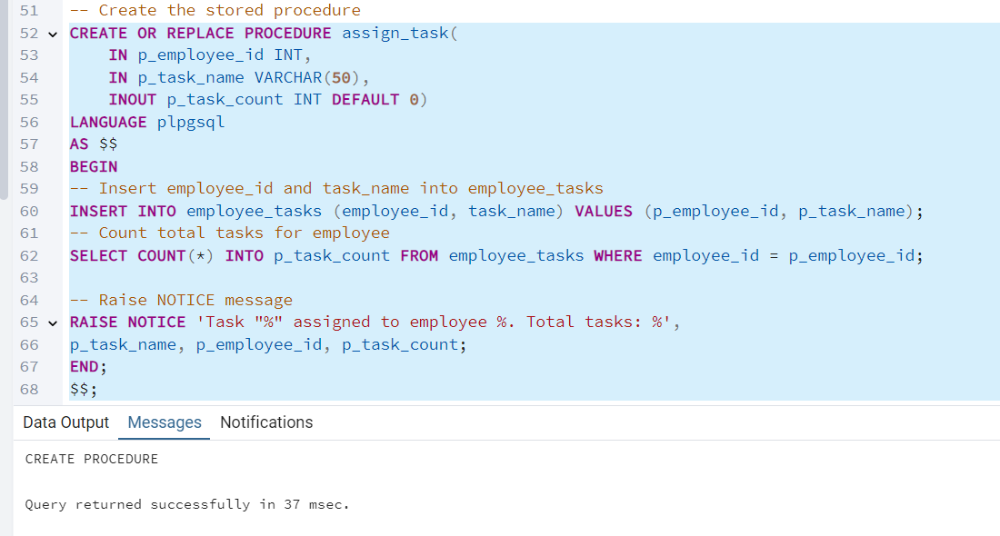 51 -- Create the stored procedure
52 CREATE OR REPLACE PROCEDURE assign_task(
53     IN p_employee_id INT,
54     IN p_task_name VARCHAR(50),
55     INOUT p_task_count INT DEFAULT 0)
56 LANGUAGE plpgsql
57 AS $$
58 BEGIN
59 -- Insert employee_id and task_name into employee_tasks
60 INSERT INTO employee_tasks (employee_id, task_name) VALUES (p_employee_id, p_task_name);
61 -- Count total tasks for employee
62 SELECT COUNT(*) INTO p_task_count FROM employee_tasks WHERE employee_id = p_employee_id;
63
64 -- Raise NOTICE message
65 RAISE NOTICE 'Task "%" assigned to employee %. Total tasks: %',
66 p_task_name, p_employee_id, p_task_count;
67 END;
68 $$;
Data Output Messages Notifications
CREATE PROCEDURE
Query returned successfully in 37 msec.